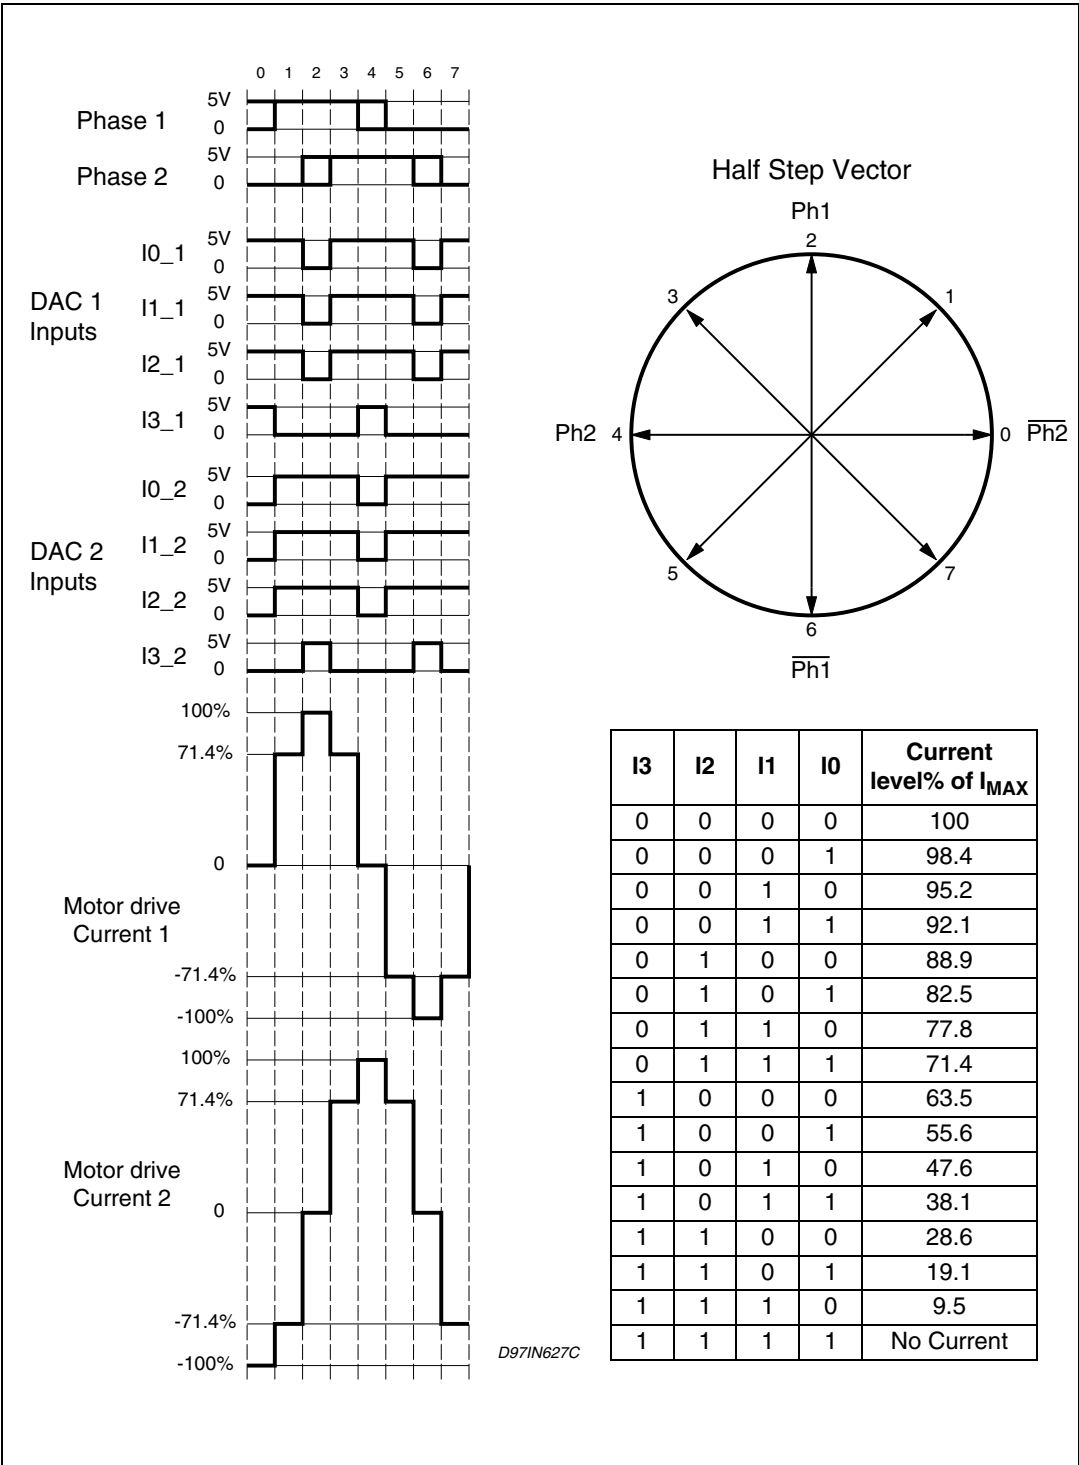 0 1 2 3 4 5 6 7
Phase 1
5V
0
Phase 2
5V
0
DAC 1
Inputs
I0_1
5V
0
I1_1
5V
0
I2_1
5V
0
I3_1
5V
0
DAC 2
Inputs
I0_2
5V
0
I1_2
5V
0
I2_2
5V
0
I3_2
5V
0
100%
71.4%
0
Motor drive
Current 1
-71.4%
-100%
100%
71.4%
Motor drive
Current 2
0
-71.4%
-100%
D97IN627C
Half Step Vector
Ph1
2
3
1
Ph2 4
0 P̅h̅2̅
5
7
6
P̅h̅1̅
I3 I2 I1 I0 Current
level% of IMAX
0 0 0 0 100
0 0 0 1 98.4
0 0 1 0 95.2
0 0 1 1 92.1
0 1 0 0 88.9
0 1 0 1 82.5
0 1 1 0 77.8
0 1 1 1 71.4
1 0 0 0 63.5
1 0 0 1 55.6
1 0 1 0 47.6
1 0 1 1 38.1
1 1 0 0 28.6
1 1 0 1 19.1
1 1 1 0 9.5
1 1 1 1 No Current